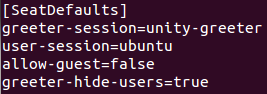 [SeatDefaults]
greeter-session=unity-greeter
user-session=ubuntu
allow-guest=false
greeter-hide-users=true